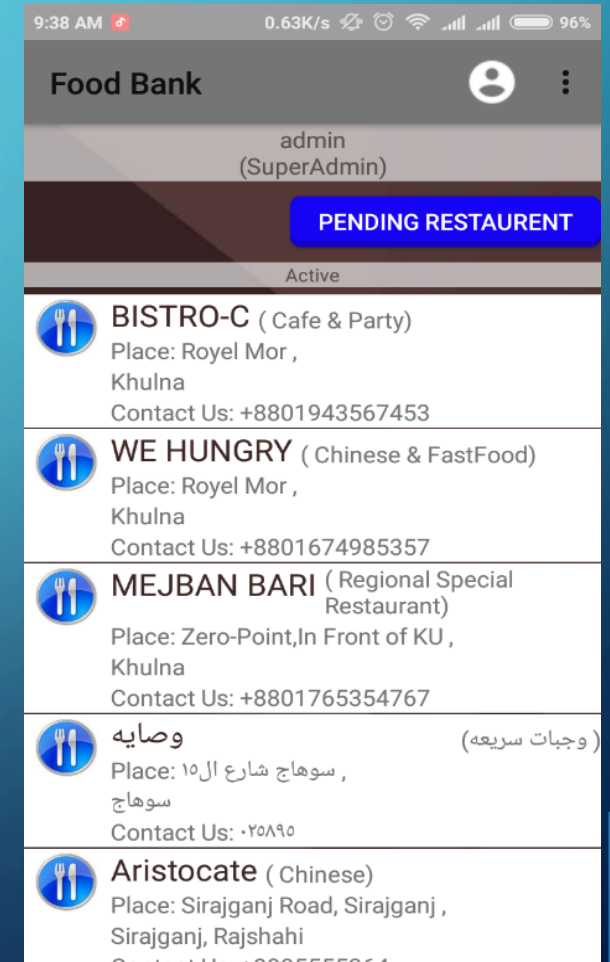 9:38 AM 0.63K/s 96%
Food Bank
admin
(SuperAdmin)
PENDING RESTAURENT
Active
BISTRO-C ( Cafe & Party)
Place: Royel Mor ,
Khulna
Contact Us: +8801943567453
WE HUNGRY ( Chinese & FastFood)
Place: Royel Mor ,
Khulna
Contact Us: +8801674985357
MEJBAN BARI ( Regional Special
Restaurant)
Place: Zero-Point,In Front of KU ,
Khulna
Contact Us: +8801765354767
وصايه ( وجبات سريعه)
Place: سوهاج شارع ال١٥ ,
سوهاج
Contact Us: ٠٢٥٨٩٥
Aristocate ( Chinese)
Place: Sirajganj Road, Sirajganj ,
Sirajganj, Rajshahi